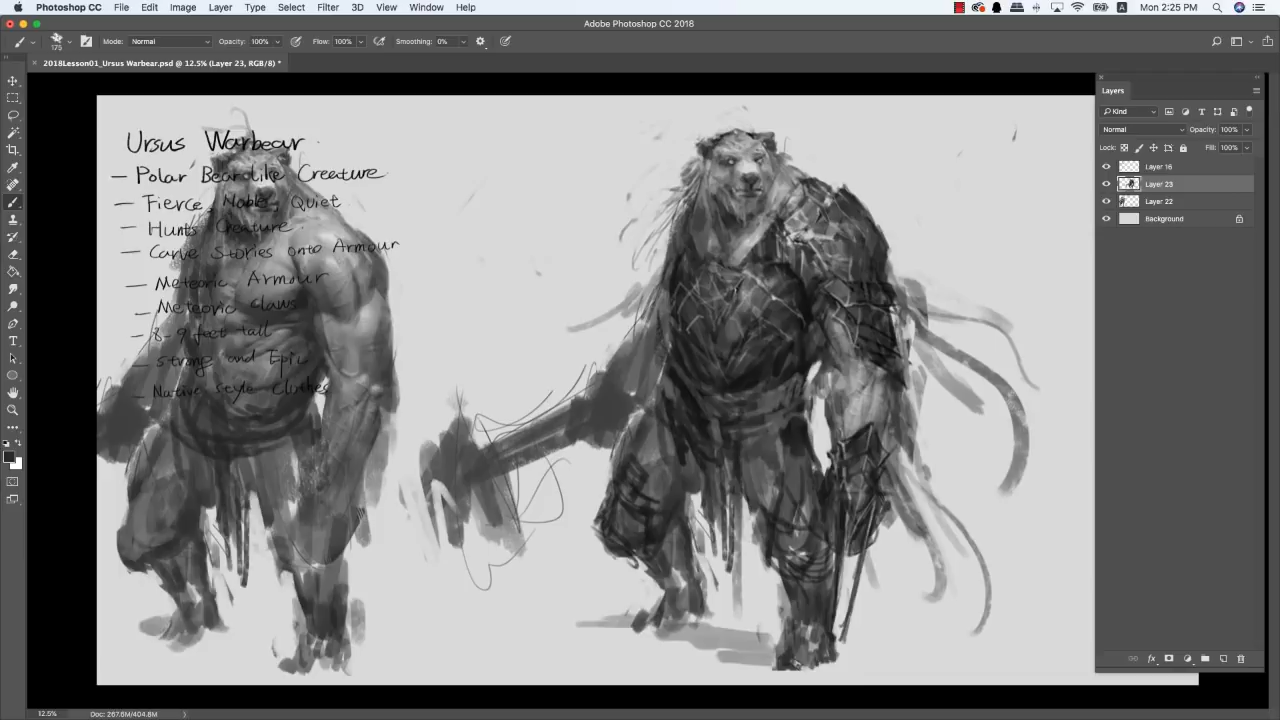 Photoshop CC File Edit Image Layer Type Select Filter 3D View Window Help
Mon 2:25 PM
Adobe Photoshop CC 2018
175 Mode: Normal Opacity: 100% Flow: 100% Smoothing: 0%
2018Lesson01_Ursus Warbear.psd @ 12.5% (Layer 23, RGB/8) *
Ursus Warbear
— Polar Bear like Creature
— Fierce, Noble, Quiet
— Hunts Creature
— Carve Stories onto Armour
— Meteoric Armour
— Meteoric Claws
— 8-9 feet tall
— strong and Epic
— Native style Clothes
Layers
Kind
Normal Opacity: 100%
Lock: Fill: 100%
Layer 16
Layer 23
Layer 22
Background
fx
12.5% Doc: 267.6M/404.8M